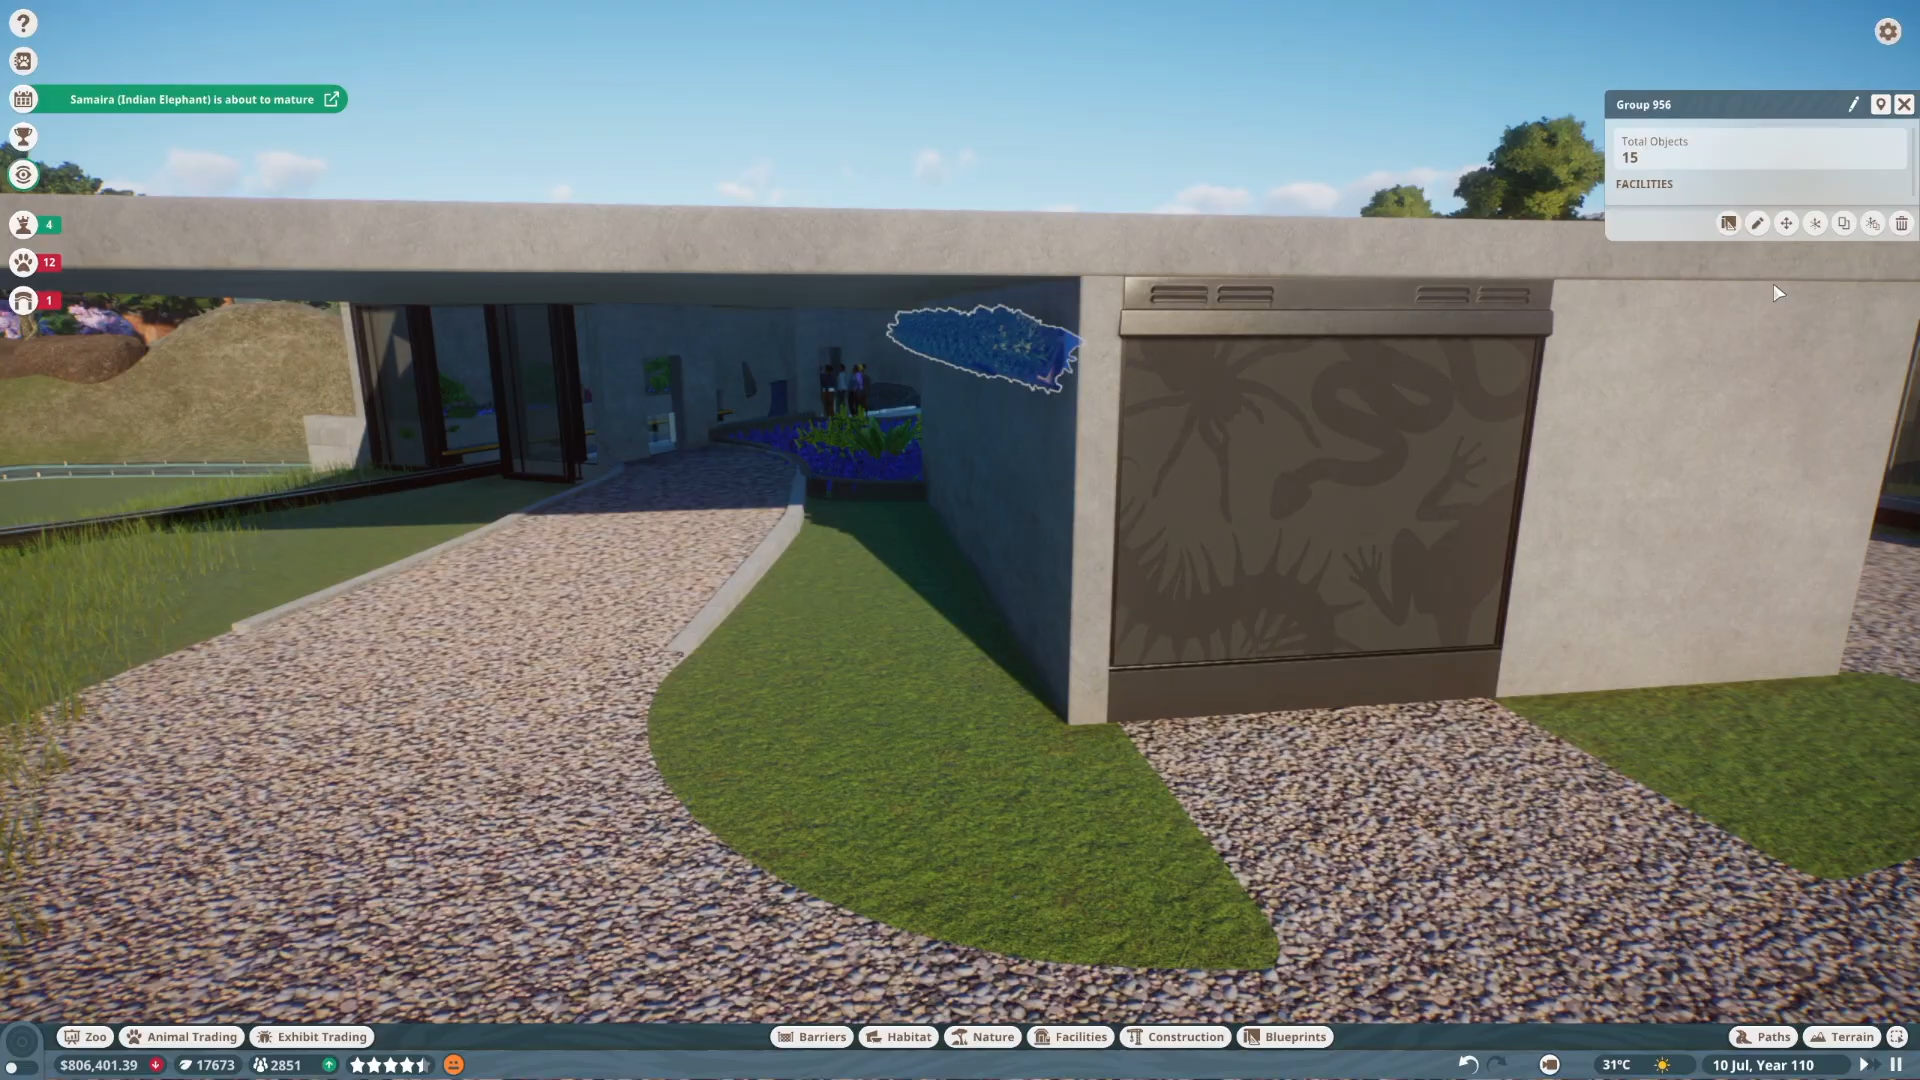 ?
Samaira (Indian Elephant) is about to mature
4
12
1
Group 956
Total Objects
15
FACILITIES
Zoo
Animal Trading
Exhibit Trading
Barriers
Habitat
Nature
Facilities
Construction
Blueprints
Paths
Terrain
$806,401.39
17673
2851
31°C
10 Jul, Year 110